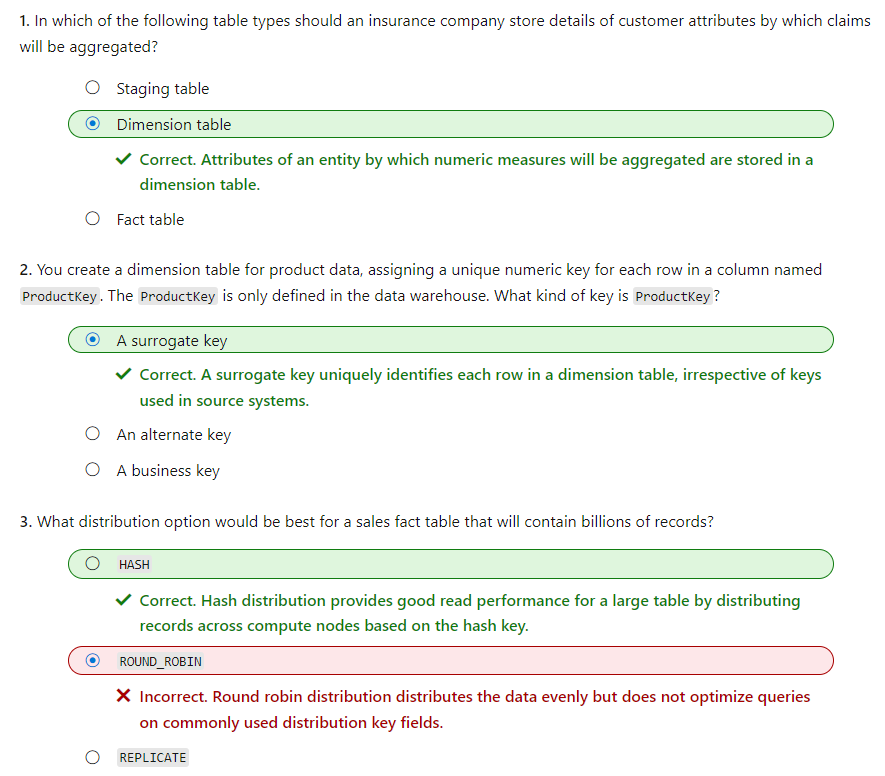 1. In which of the following table types should an insurance company store details of customer attributes by which claims
will be aggregated?
Staging table
Dimension table
Correct. Attributes of an entity by which numeric measures will be aggregated are stored in a
dimension table.
Fact table
2. You create a dimension table for product data, assigning a unique numeric key for each row in a column named
ProductKey. The ProductKey is only defined in the data warehouse. What kind of key is ProductKey?
A surrogate key
Correct. A surrogate key uniquely identifies each row in a dimension table, irrespective of keys
used in source systems.
An alternate key
A business key
3. What distribution option would be best for a sales fact table that will contain billions of records?
HASH
Correct. Hash distribution provides good read performance for a large table by distributing
records across compute nodes based on the hash key.
ROUND_ROBIN
Incorrect. Round robin distribution distributes the data evenly but does not optimize queries
on commonly used distribution key fields.
REPLICATE